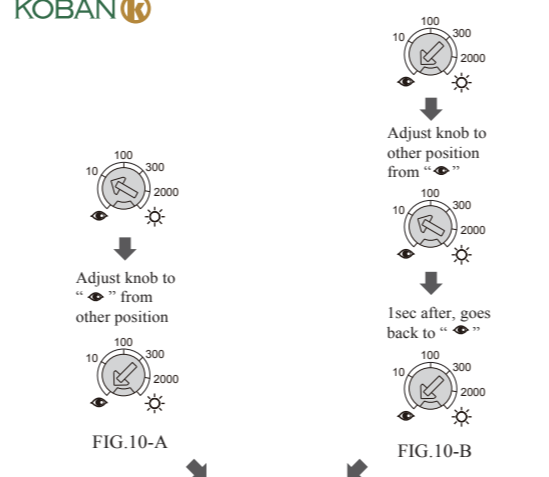 KOBAN
100
10
300
2000
Adjust knob to
“ 👁 ” from
other position
100
10
300
2000
FIG.10-A
100
10
300
2000
Adjust knob to
other position
from “ 👁 ”
100
10
300
2000
1sec after, goes
back to “ 👁 ”
100
10
300
2000
FIG.10-B